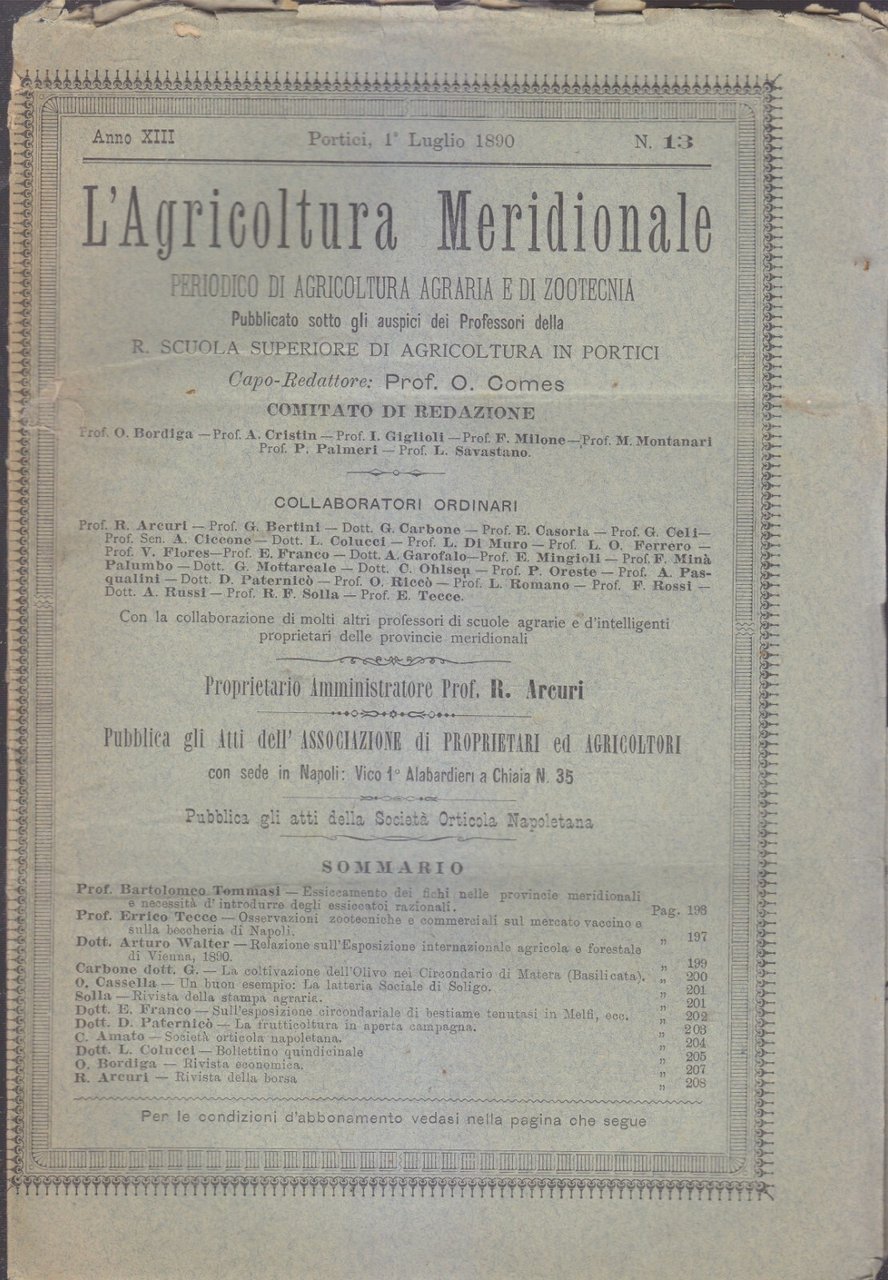 Anno XIII Portici, 1° Luglio 1890 N. 13
L'Agricoltura Meridionale
PERIODICO DI AGRICOLTURA AGRARIA E DI ZOOTECNIA
Pubblicato sotto gli auspici dei Professori della
R. SCUOLA SUPERIORE DI AGRICOLTURA IN PORTICI
Capo-Redattore: Prof. O. Comes
COMITATO DI REDAZIONE
Prof. O. Bordiga — Prof. A. Cristin — Prof. I. Giglioli — Prof. F. Milone — Prof. M. Montanari
Prof. P. Palmeri — Prof. L. Savastano.
COLLABORATORI ORDINARI
Prof. R. Arcuri — Prof. G. Bertini — Dott. G. Carbone — Prof. E. Casoria — Prof. G. Celi —
Prof. Sen. A. Ciccone — Dott. L. Colucci — Prof. L. Di Muro — Prof. L. O. Ferrero —
Prof. V. Flores — Prof. E. Franco — Dott. A. Garofalo — Prof. E. Mingioli — Prof. F. Minà
Palumbo — Dott. G. Mottareale — Dott. C. Ohlsen — Prof. P. Oreste — Prof. A. Pas-
qualini — Dott. D. Paternicò — Prof. O. Riccò — Prof. L. Romano — Prof. F. Rossi —
Dott. A. Russi — Prof. R. F. Solla — Prof. E. Tecce.
Con la collaborazione di molti altri professori di scuole agrarie e d'intelligenti
proprietari delle provincie meridionali
Proprietario Amministratore Prof. R. Arcuri
Pubblica gli Atti dell' ASSOCIAZIONE di PROPRIETARI ed AGRICOLTORI
con sede in Napoli: Vico 1° Alabardieri a Chiaia N. 35
Pubblica gli atti della Società Orticola Napoletana
SOMMARIO
Prof. Bartolomeo Tommasi — Essiccamento dei fichi nelle provincie meridionali
e necessità d' introdurre degli essiccatoi razionali. Pag. 193
Prof. Errico Tecce — Osservazioni zootecniche e commerciali sul mercato vaccino e
sulla beccheria di Napoli. „ 197
Dott. Arturo Walter — Relazione sull'Esposizione internazionale agricola e forestale
di Vienna, 1890. „ 199
Carbone dott. G. — La coltivazione dell'Olivo nei Circondario di Matera (Basilicata). „ 200
O. Cassella — Un buon esempio: La latteria Sociale di Soligo. „ 201
Solla — Rivista della stampa agraria. „ 201
Dott. E. Franco — Sull'esposizione circondariale di bestiame tenutasi in Melfi, ecc. „ 202
Dott. D. Paternicò — La frutticoltura in aperta campagna. „ 203
C. Amato — Società orticola napoletana. „ 204
Dott. L. Colucci — Bollettino quindicinale „ 205
O. Bordiga — Rivista economica. „ 207
R. Arcuri — Rivista della borsa „ 208
Per le condizioni d'abbonamento vedasi nella pagina che segue